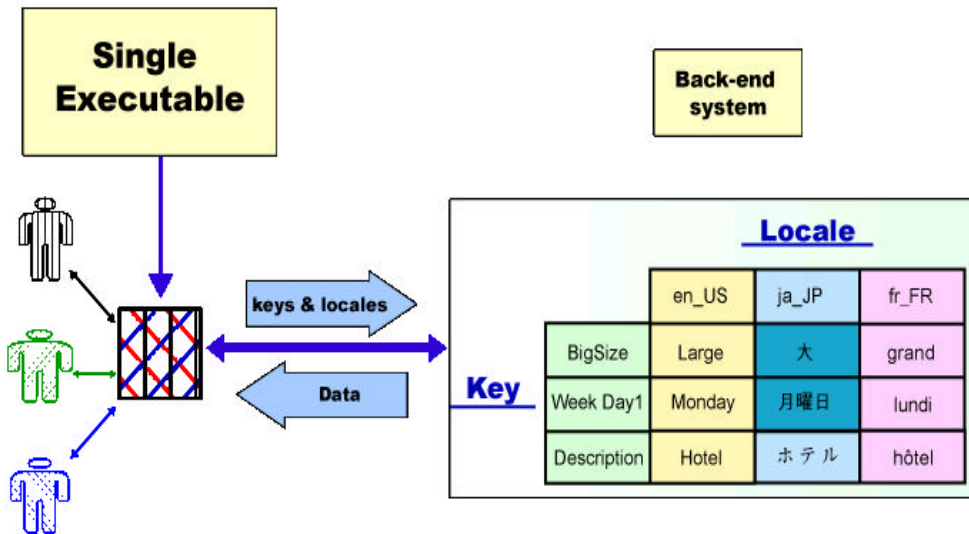 Single
Executable
Back-end
system
keys & locales
Data
Locale
Key
en_US ja_JP fr_FR
BigSize Large 大 grand
Week Day1 Monday 月曜日 lundi
Description Hotel ホテル hôtel